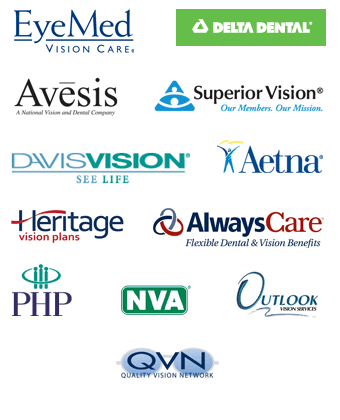 EyeMed
VISION CARE®
DELTA DENTAL®
Avēsis
A National Vision and Dental Company
Superior Vision®
Our Members. Our Mission.
DAVISVISION®
SEE LIFE
Aetna®
Heritage
vision plans
AlwaysCare®
Flexible Dental & Vision Benefits
PHP
NVA®
OUTLOOK
VISION SERVICES
QVN
QUALITY VISION NETWORK